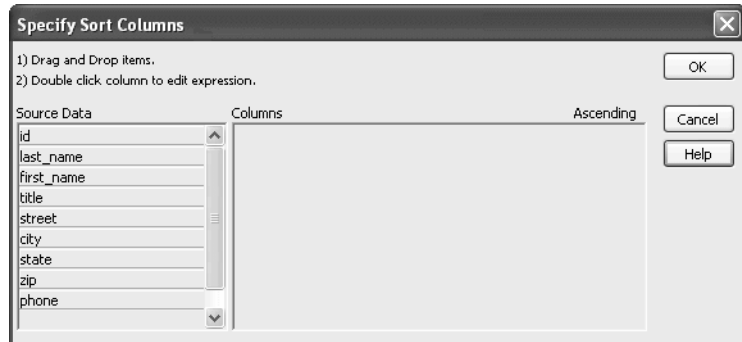 Specify Sort Columns
1) Drag and Drop items.
2) Double click column to edit expression.
OK
Source Data
Columns
Ascending
Cancel
Help
id
last_name
first_name
title
street
city
state
zip
phone